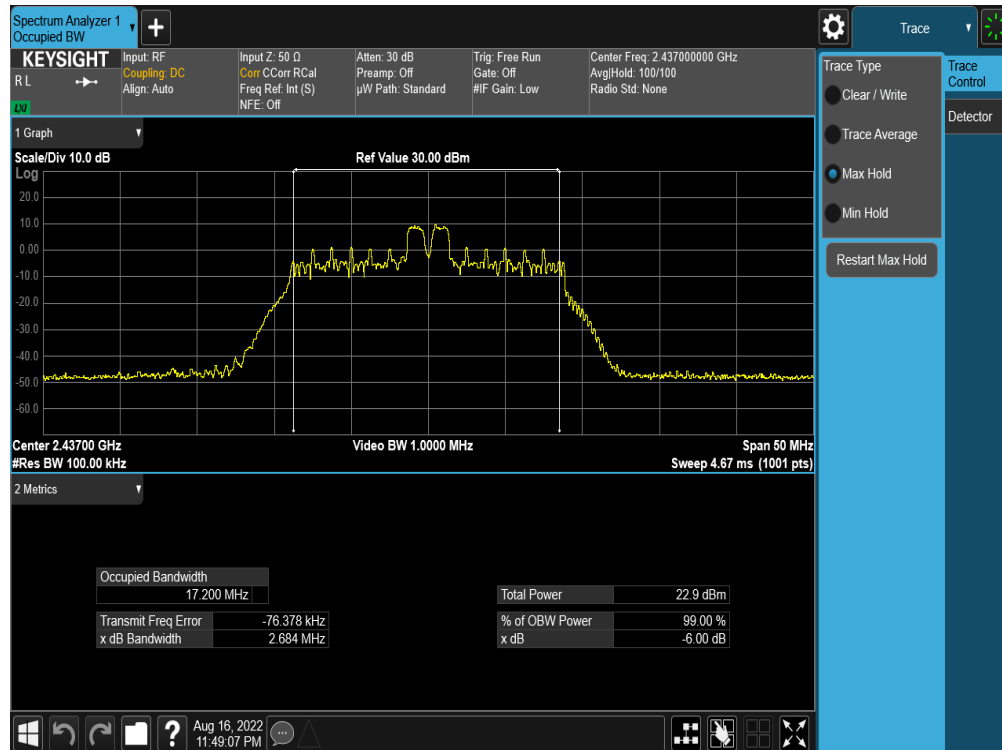 Spectrum Analyzer 1
Occupied BW
Trace
KEYSIGHT
R L
LXI
Input: RF
Coupling: DC
Align: Auto
Input Z: 50 Ω
Corr CCorr RCal
Freq Ref: Int (S)
NFE: Off
Atten: 30 dB
Preamp: Off
µW Path: Standard
Trig: Free Run
Gate: Off
#IF Gain: Low
Center Freq: 2.437000000 GHz
Avg|Hold: 100/100
Radio Std: None
1 Graph
Scale/Div 10.0 dB
Ref Value 30.00 dBm
Log
20.0
10.0
0.00
-10.0
-20.0
-30.0
-40.0
-50.0
-60.0
Center 2.43700 GHz
Video BW 1.0000 MHz
Span 50 MHz
#Res BW 100.00 kHz
Sweep 4.67 ms (1001 pts)
2 Metrics
Occupied Bandwidth
17.200 MHz
Transmit Freq Error -76.378 kHz
x dB Bandwidth 2.684 MHz
Total Power 22.9 dBm
% of OBW Power 99.00 %
x dB -6.00 dB
Trace Type
Clear / Write
Trace Average
Max Hold
Min Hold
Restart Max Hold
Trace
Control
Detector
Aug 16, 2022
11:49:07 PM